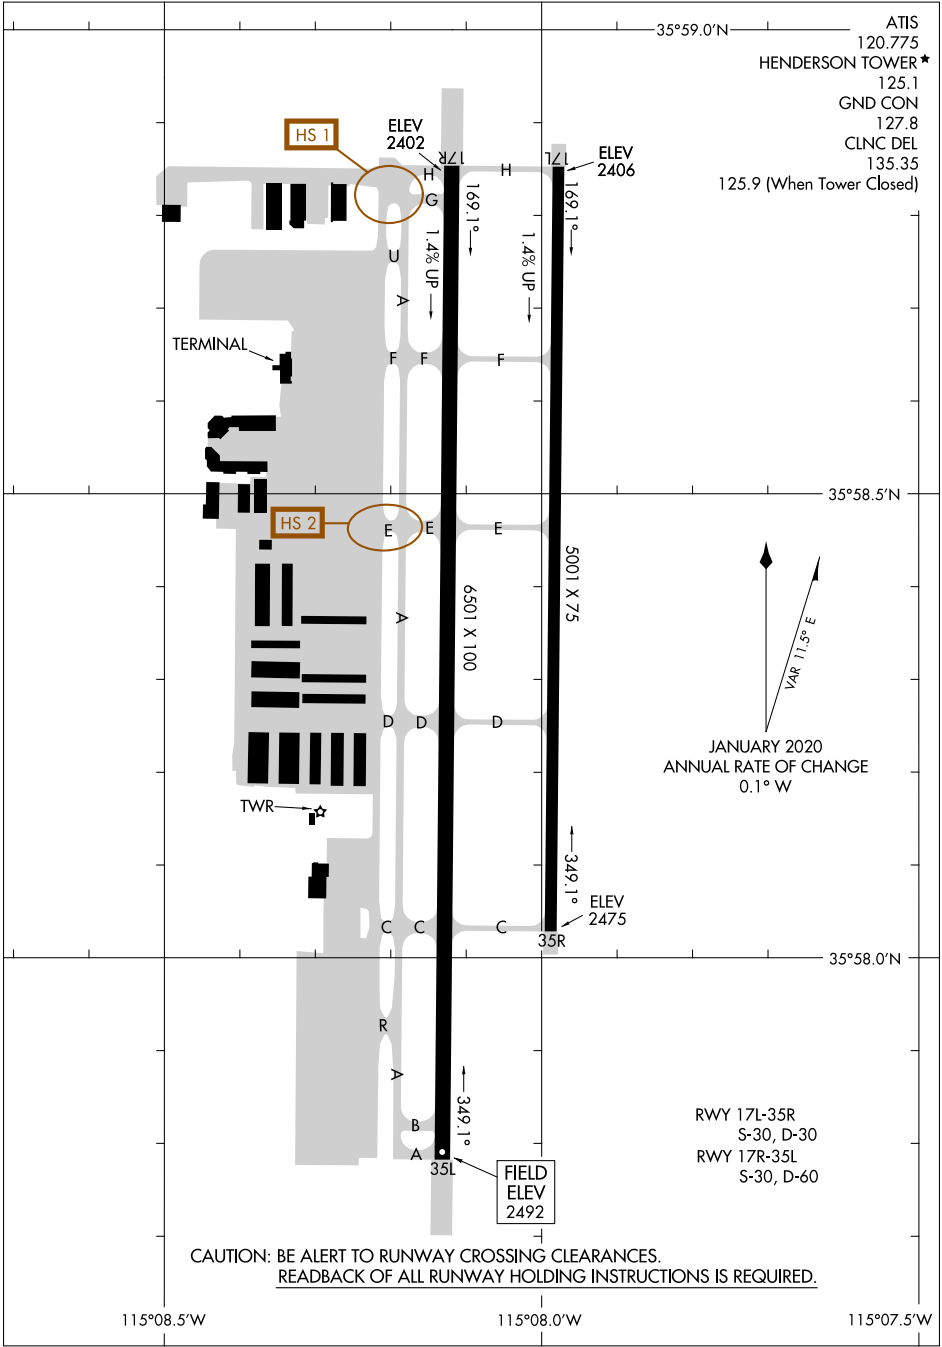 35°59.0'N
ATIS
120.775
HENDERSON TOWER★
125.1
GND CON
127.8
CLNC DEL
135.35
125.9 (When Tower Closed)
HS 1
ELEV
2402
17R
17L
ELEV
2406
H
H
G
169.1°
169.1°
1.4% UP
1.4% UP
U
A
TERMINAL
F
F
F
35°58.5'N
HS 2
E
E
E
5001 X 75
6501 X 100
A
VAR 11.5° E
D
D
D
JANUARY 2020
ANNUAL RATE OF CHANGE
0.1° W
TWR
349.1°
ELEV
2475
C
C
C
35R
35°58.0'N
R
A
349.1°
B
A
35L
FIELD
ELEV
2492
RWY 17L-35R
S-30, D-30
RWY 17R-35L
S-30, D-60
CAUTION: BE ALERT TO RUNWAY CROSSING CLEARANCES.
READBACK OF ALL RUNWAY HOLDING INSTRUCTIONS IS REQUIRED.
115°08.5'W
115°08.0'W
115°07.5'W